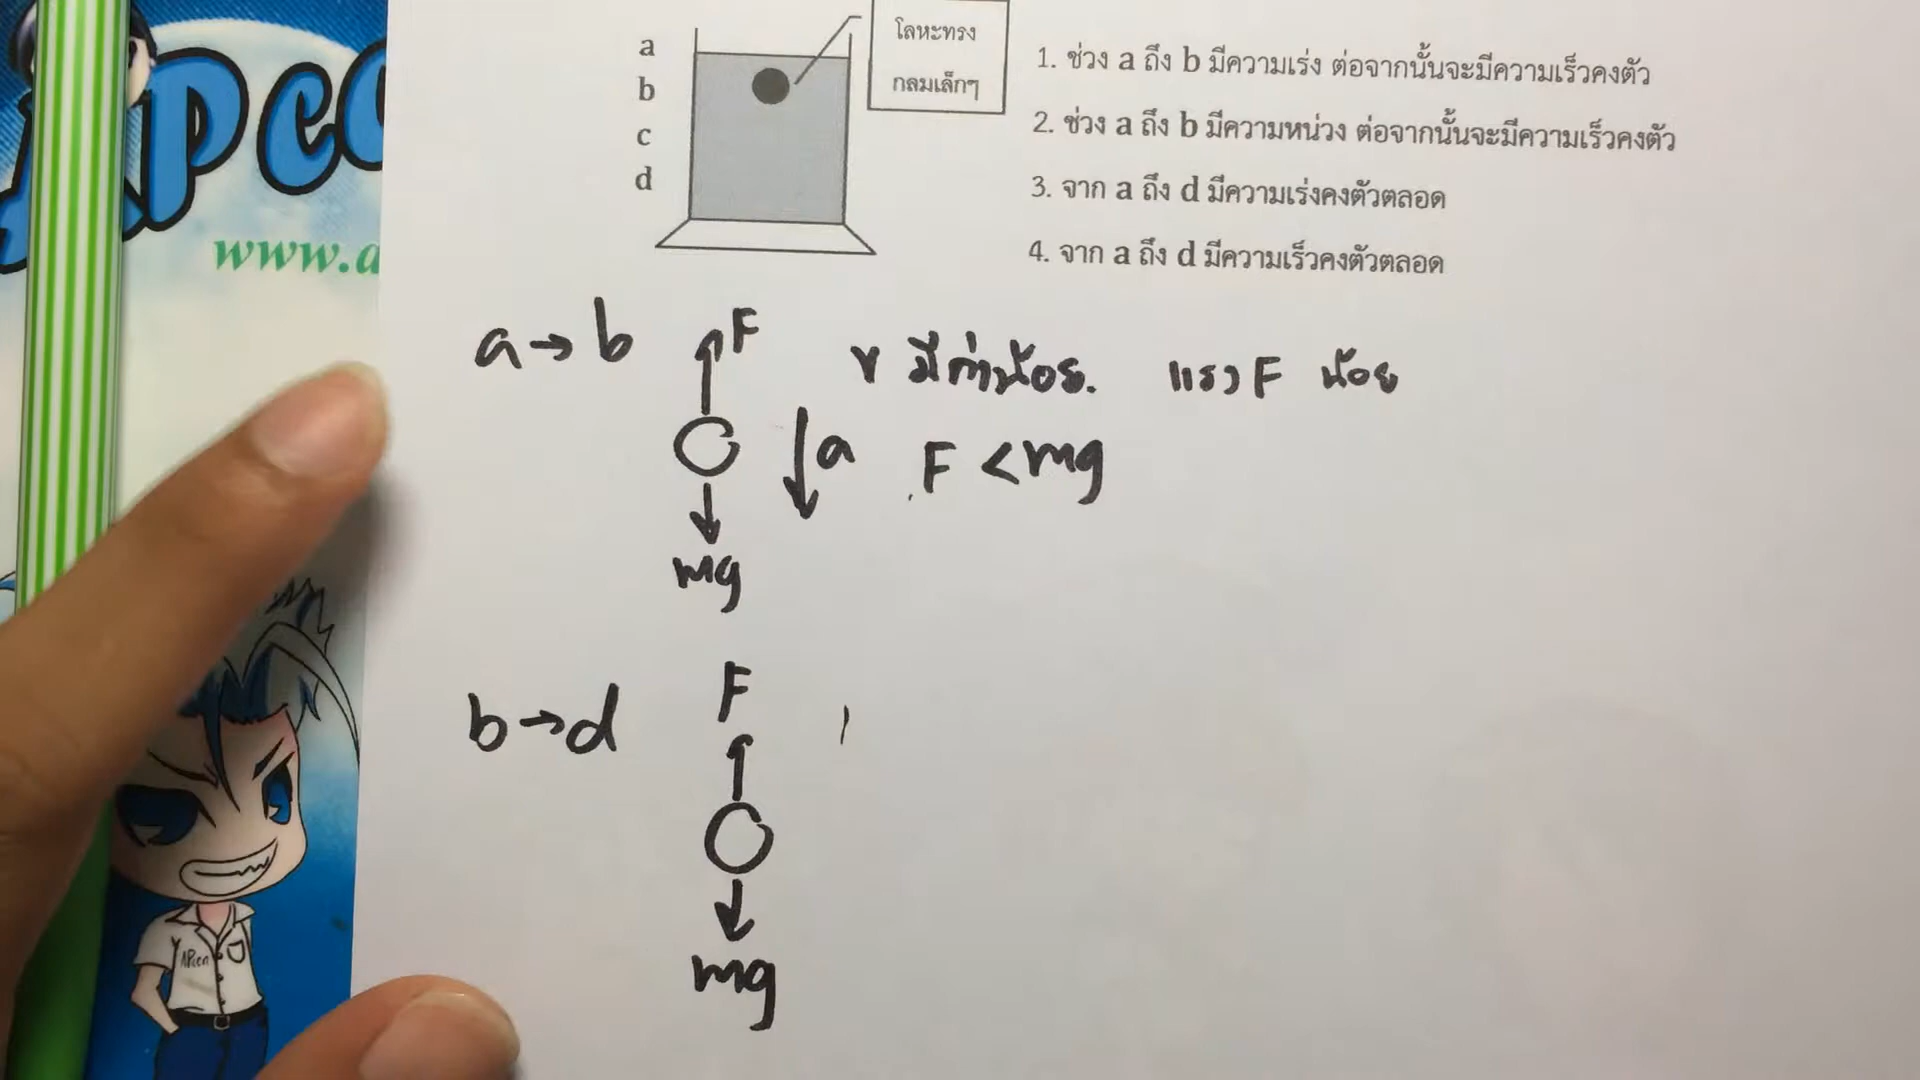 APco
www.a
โลหะทรง
กลมเล็กๆ
a
b
c
d
1. ช่วง a ถึง b มีความเร่ง ต่อจากนั้นจะมีความเร็วคงตัว
2. ช่วง a ถึง b มีความหน่วง ต่อจากนั้นจะมีความเร็วคงตัว
3. จาก a ถึง d มีความเร่งคงตัวตลอด
4. จาก a ถึง d มีความเร็วคงตัวตลอด
a → b F v มีค่าน้อย. แรง F น้อย
a F < mg
mg
b → d F
mg
APcon